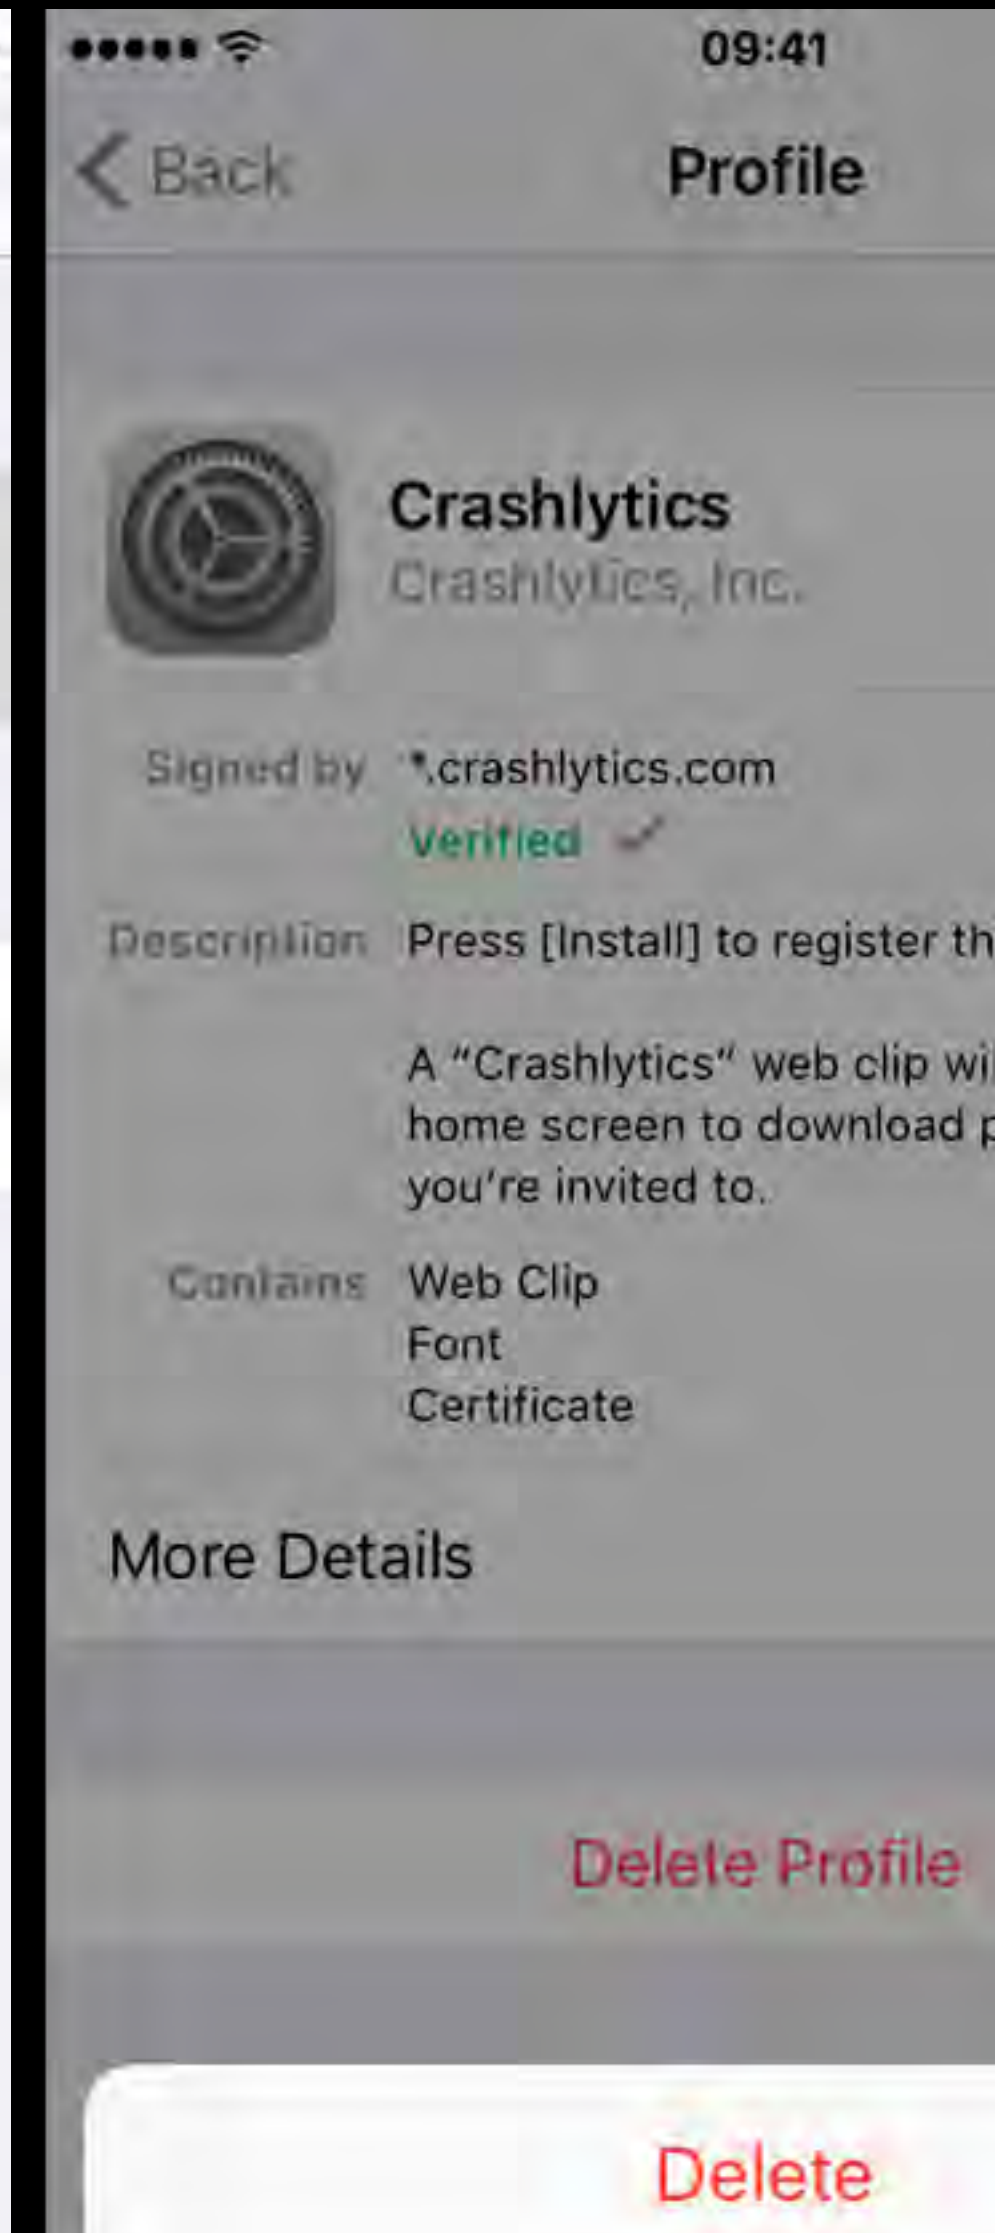 09:41
Back
Profile
Crashlytics
Crashlytics, Inc.
Signed by *.crashlytics.com
Verified
Description Press [Install] to register th
A “Crashlytics“ web clip wil
home screen to download p
you’re invited to.
Contains Web Clip
Font
Certificate
More Details
Delete Profile
Delete